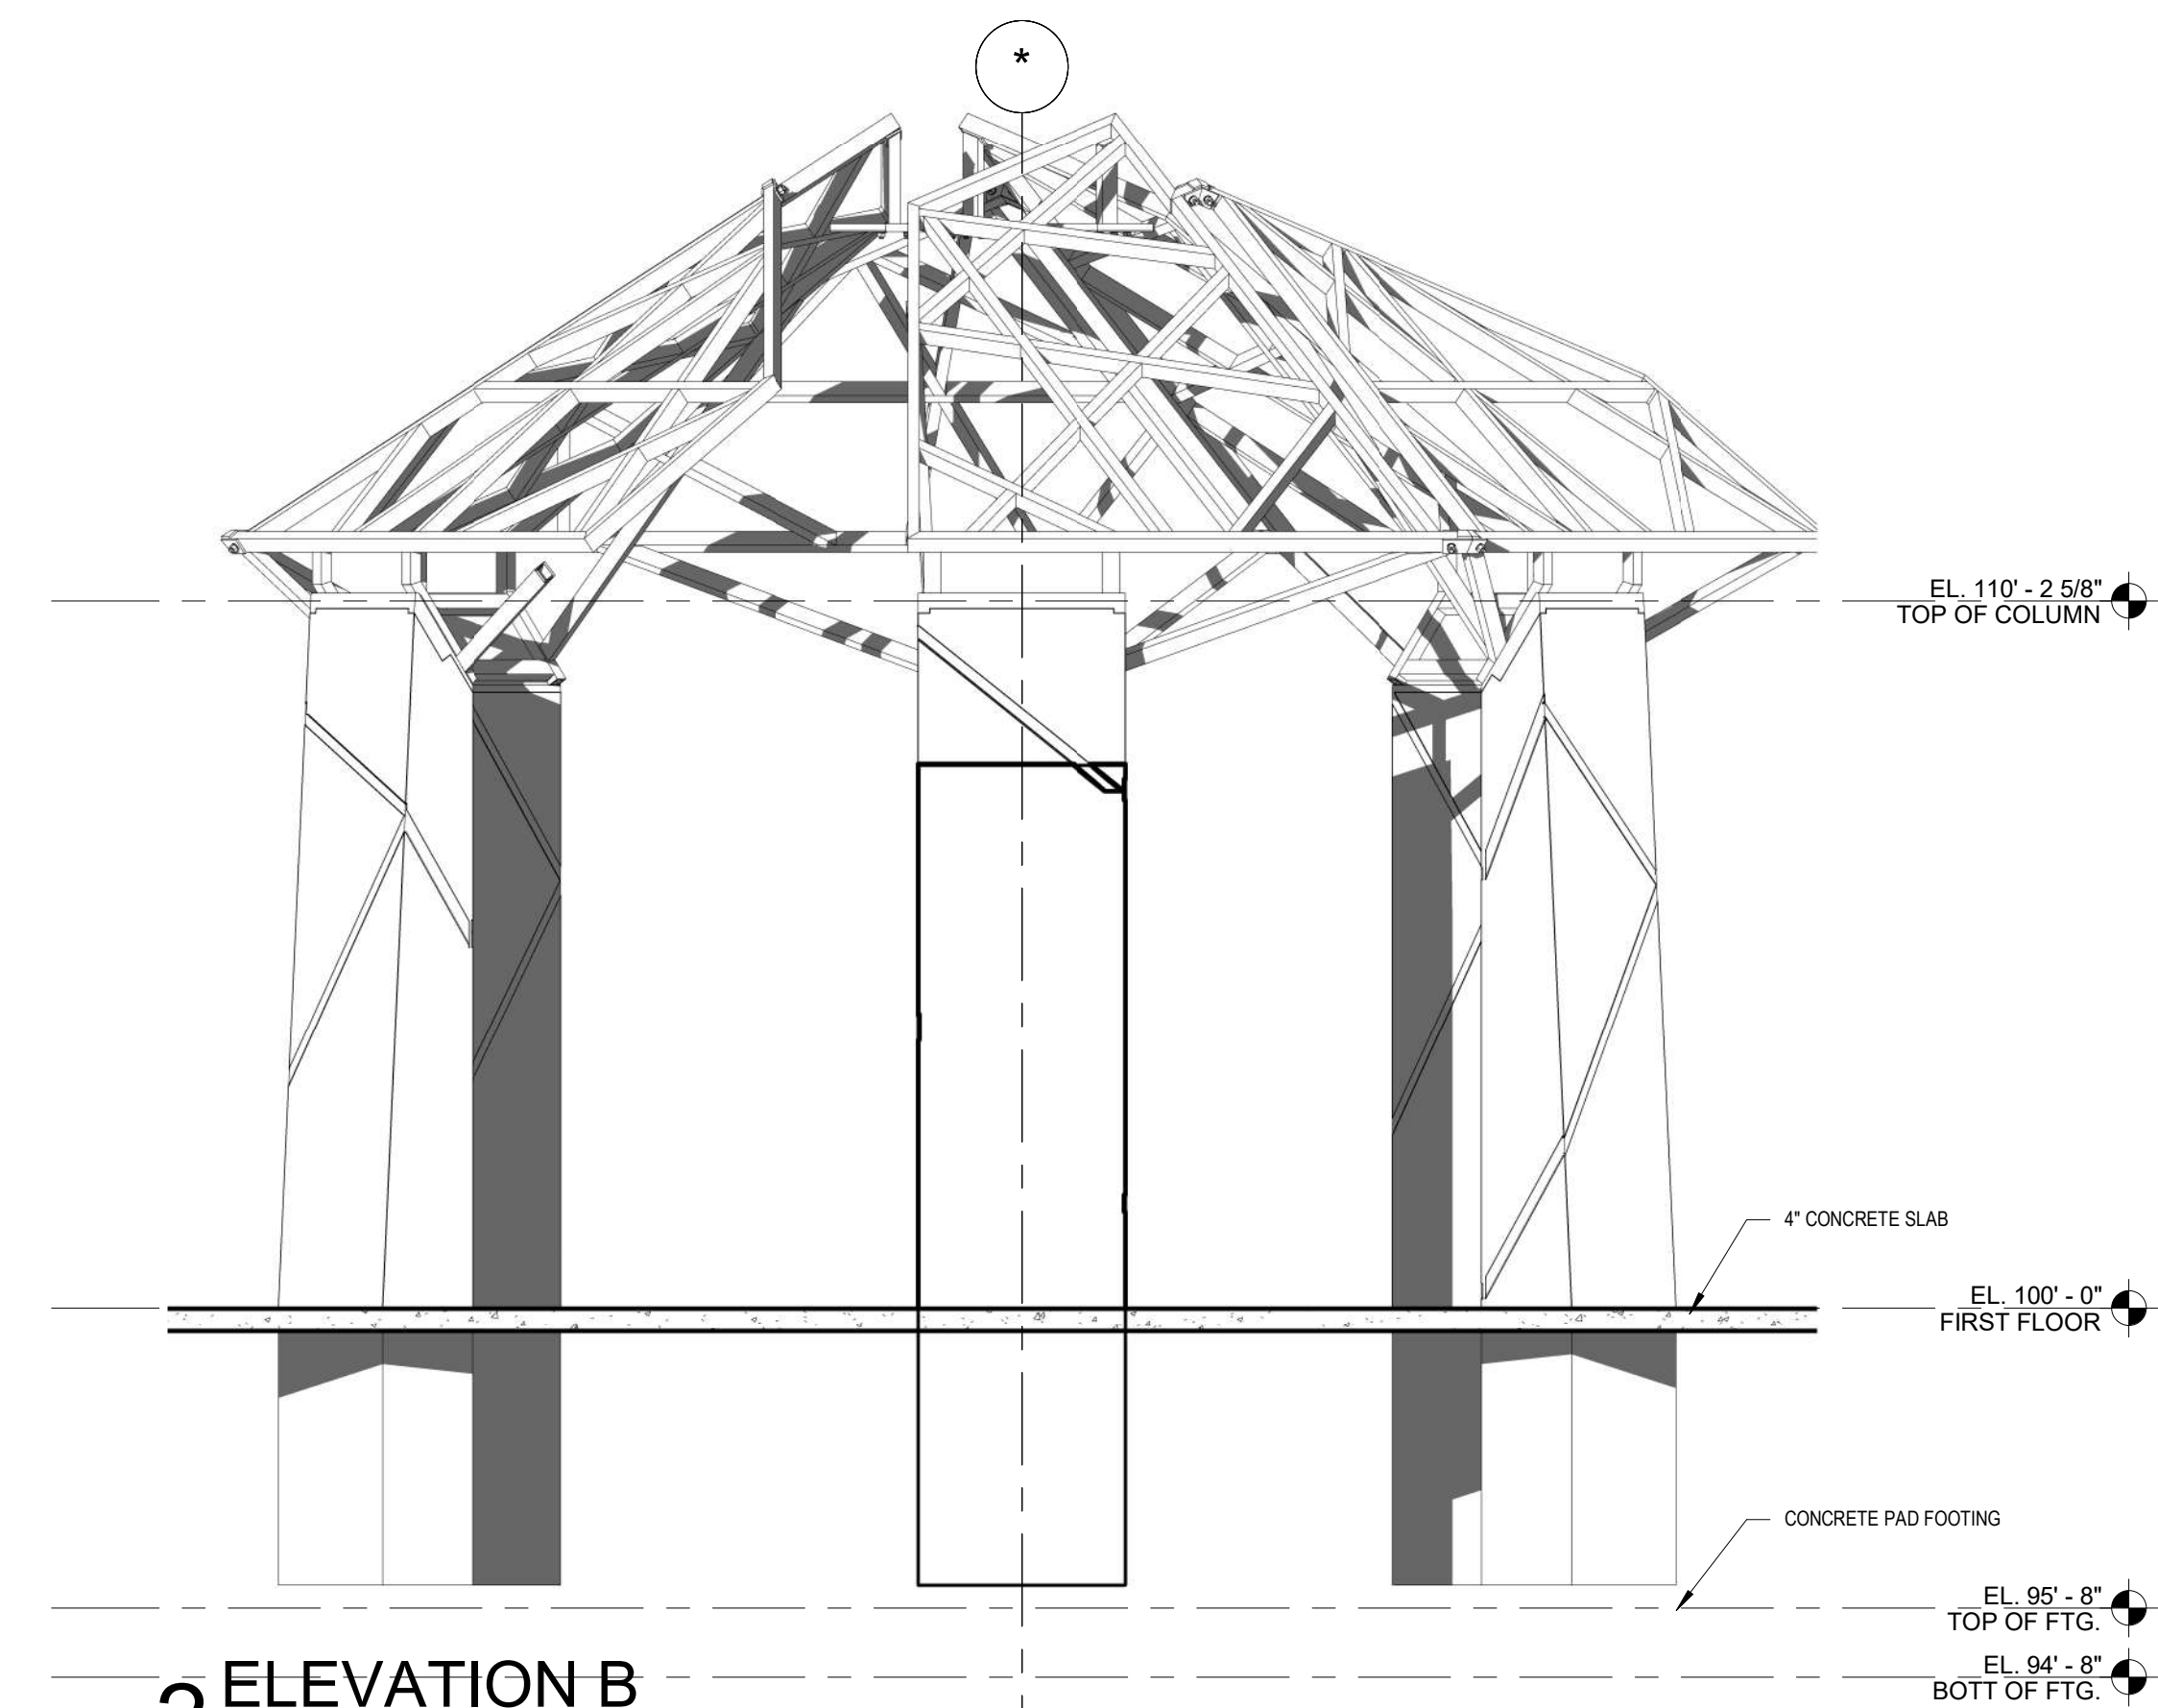 *
EL. 110' - 2 5/8"
TOP OF COLUMN
4" CONCRETE SLAB
EL. 100' - 0"
FIRST FLOOR
CONCRETE PAD FOOTING
EL. 95' - 8"
TOP OF FTG.
EL. 94' - 8"
BOTT OF FTG.
ELEVATION B